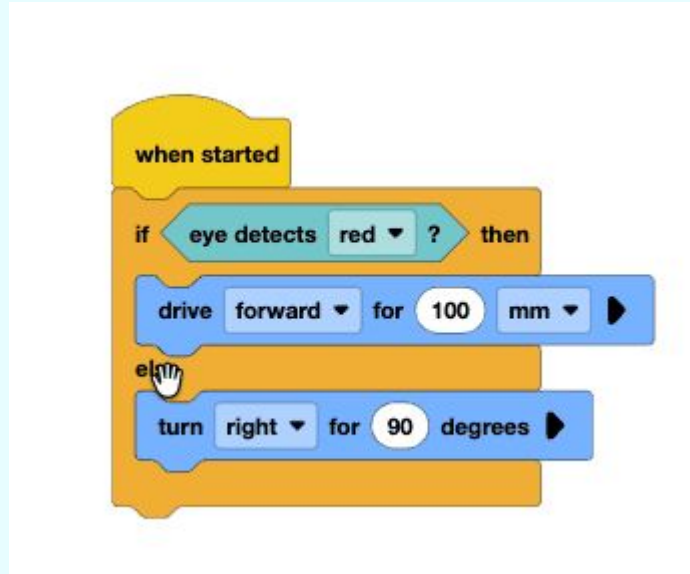 when started
if eye detects red ? then
drive forward for 100 mm
turn right for 90 degrees